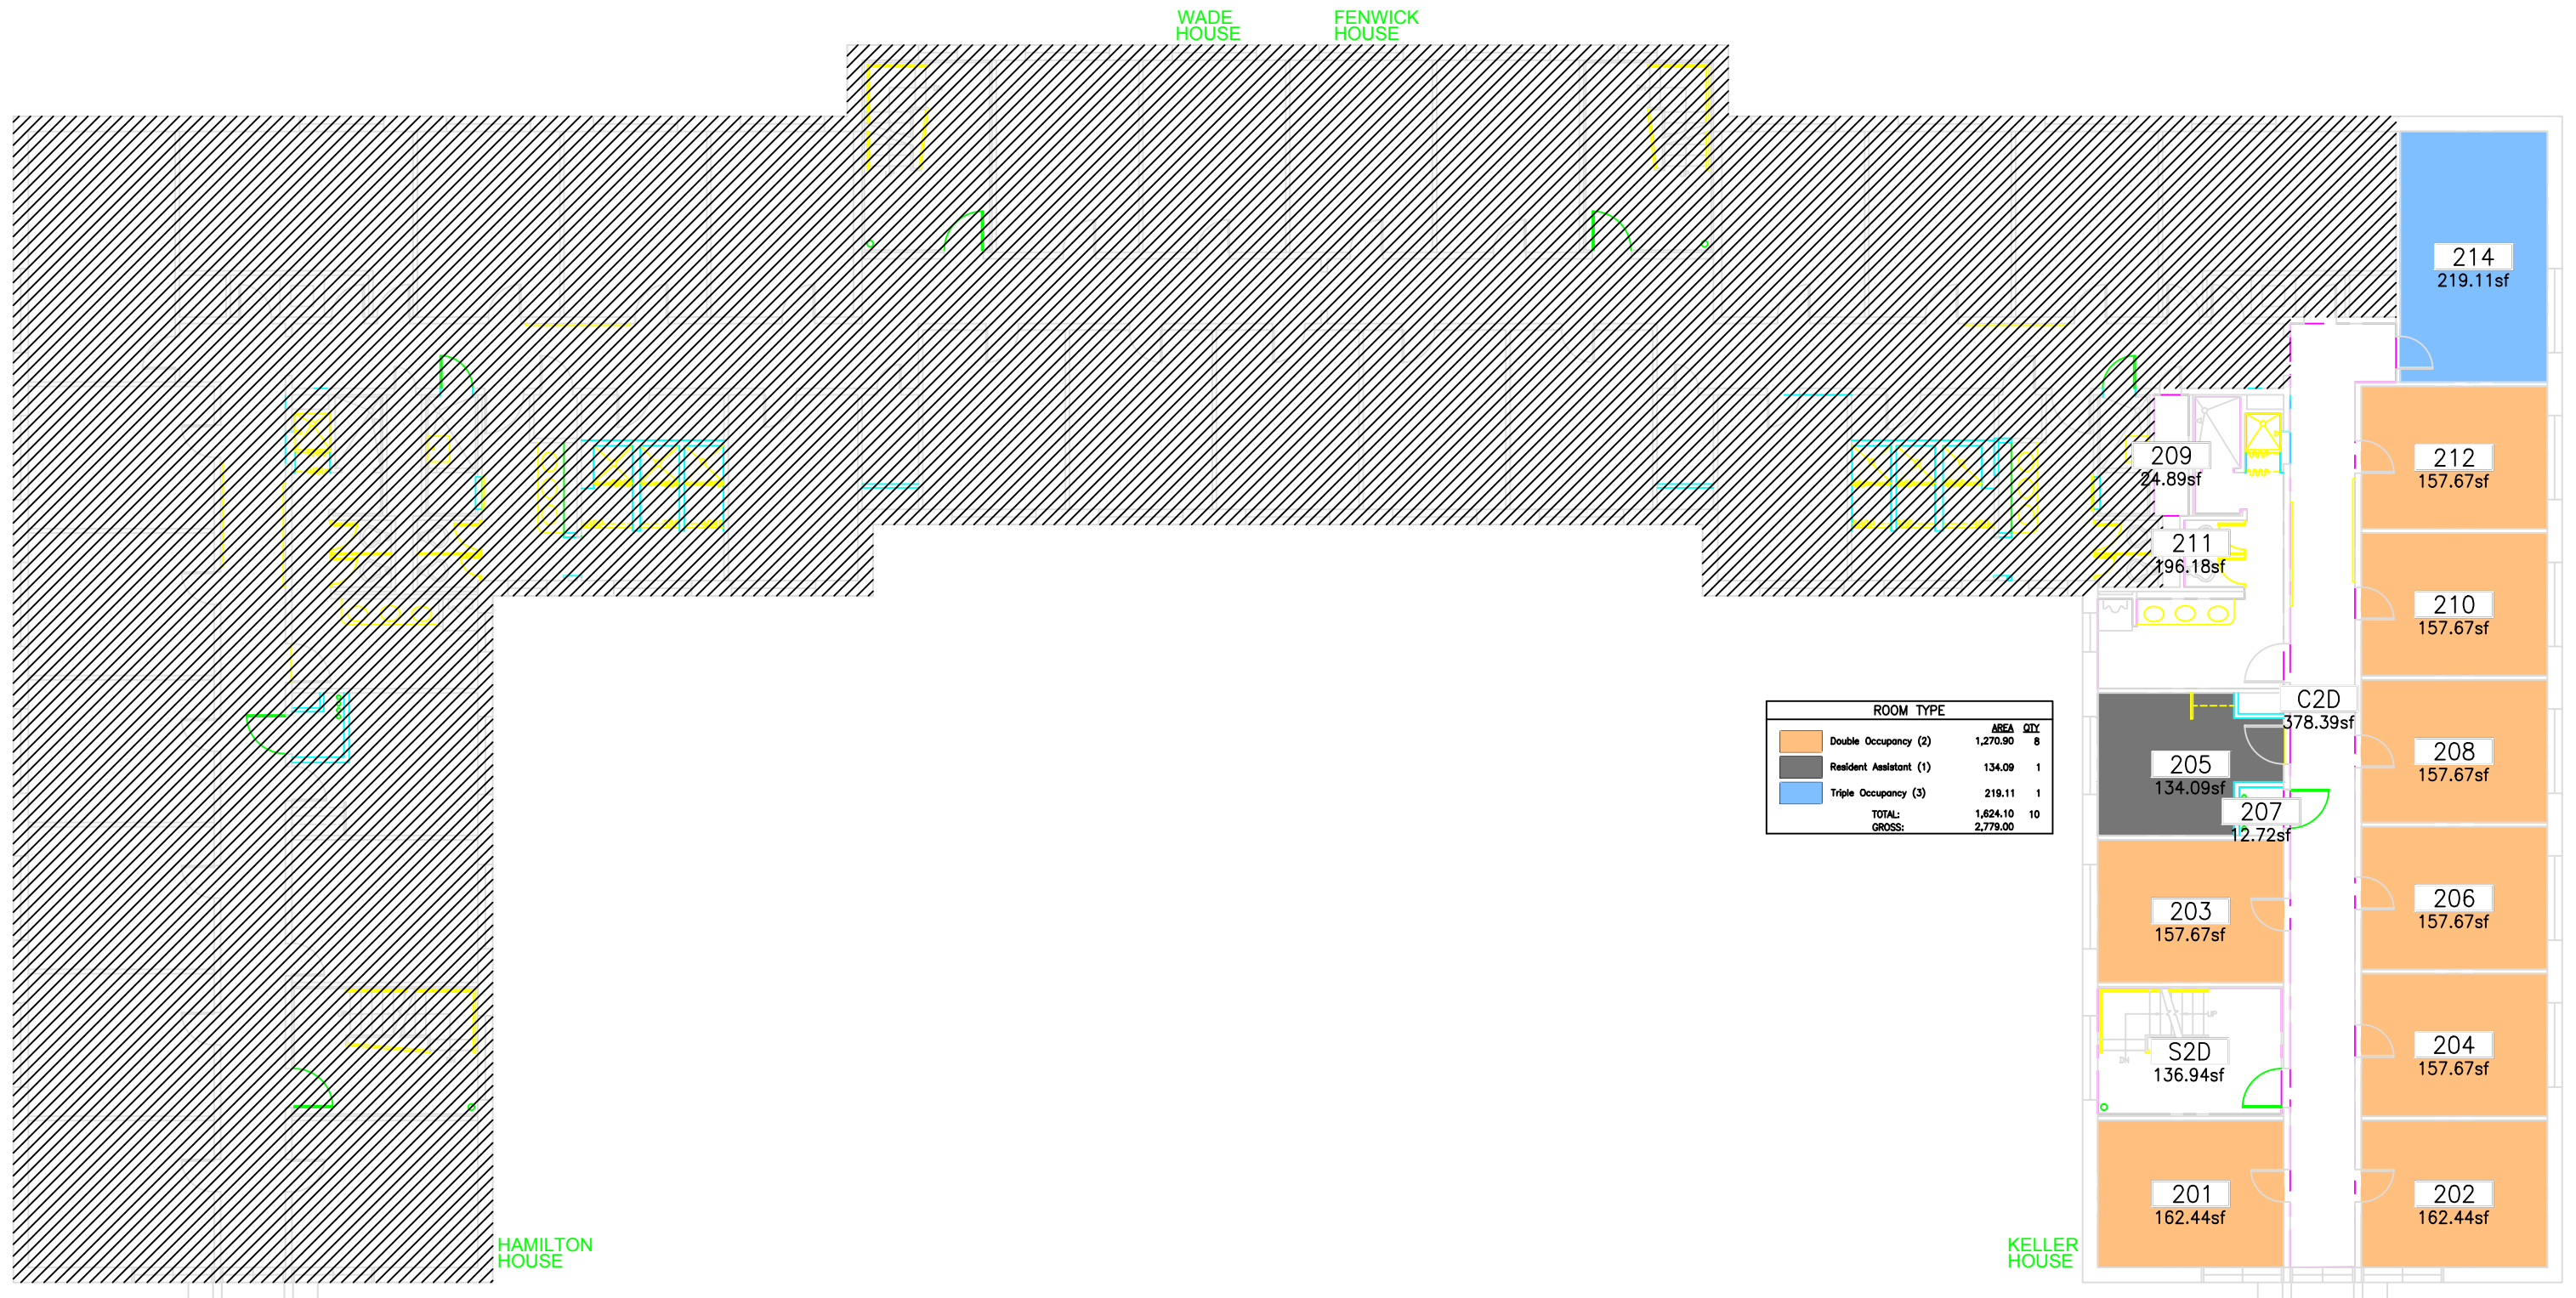 WADE
HOUSE
FENWICK
HOUSE
214
219.11sf
209
24.89sf
212
157.67sf
211
196.18sf
210
157.67sf
C2D
378.39sf
ROOM TYPE
AREA QTY
Double Occupancy (2) 1,270.90 8
Resident Assistant (1) 134.09 1
Triple Occupancy (3) 219.11 1
TOTAL: 1,624.10 10
GROSS: 2,779.00
205
134.09sf
208
157.67sf
207
12.72sf
203
157.67sf
206
157.67sf
UP
DN
S2D
136.94sf
204
157.67sf
201
162.44sf
202
162.44sf
HAMILTON
HOUSE
KELLER
HOUSE